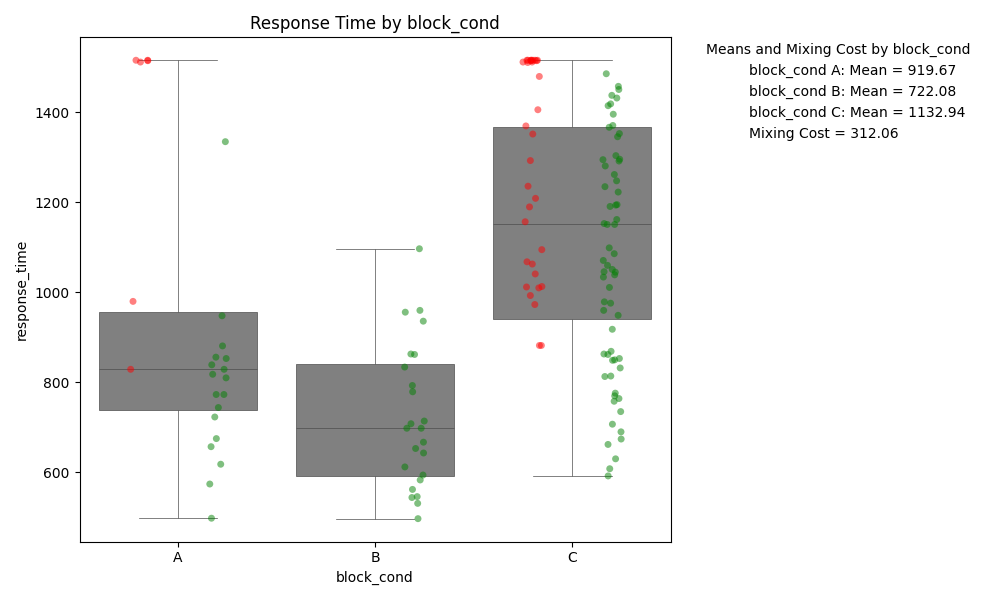 Response Time by block_cond
Means and Mixing Cost by block_cond
block_cond A: Mean = 919.67
block_cond B: Mean = 722.08
block_cond C: Mean = 1132.94
Mixing Cost = 312.06
response_time
1400
1200
1000
800
600
A
B
C
block_cond